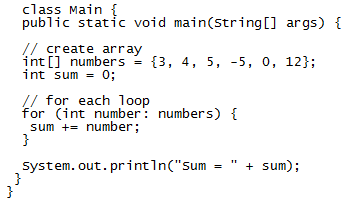 class Main {
public static void main(String[] args) {
// create array
int[] numbers = {3, 4, 5, -5, 0, 12};
int sum = 0;
// for each loop
for (int number: numbers) {
sum += number;
}
System.out.println("Sum = " + sum);
}
}